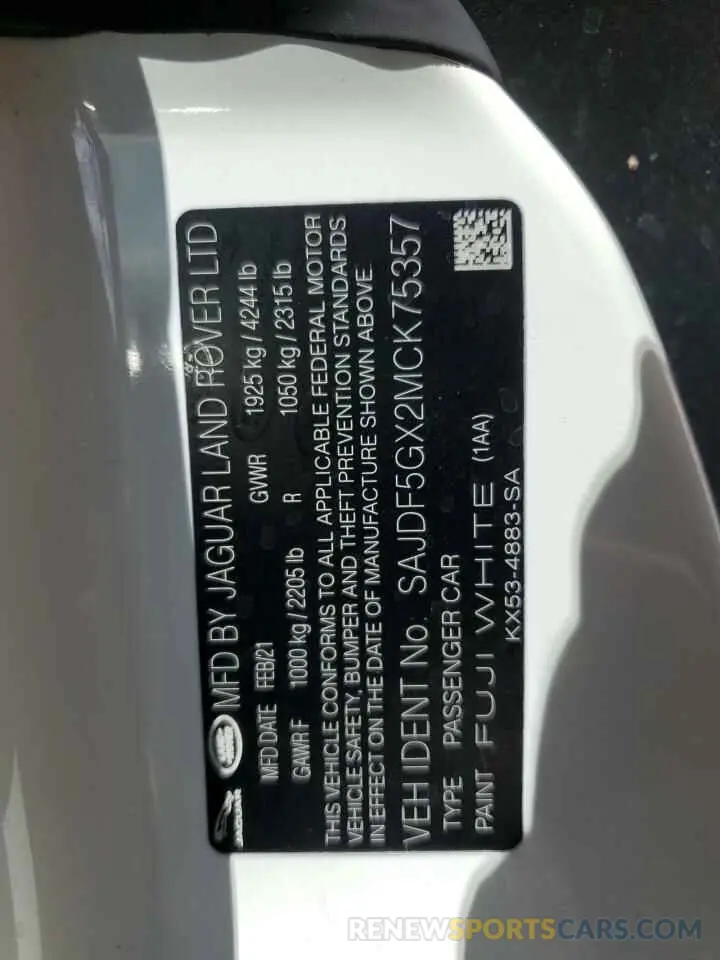 JAGUAR LAND ROVER MFD BY JAGUAR LAND ROVER LTD
MFD DATE FEB/21 GVWR 1925 kg / 4244 lb
GAWR F 1000 kg / 2205 lb R 1050 kg / 2315 lb
THIS VEHICLE CONFORMS TO ALL APPLICABLE FEDERAL MOTOR
VEHICLE SAFETY, BUMPER AND THEFT PREVENTION STANDARDS
IN EFFECT ON THE DATE OF MANUFACTURE SHOWN ABOVE
VEH IDENT No: SAJDF5GX2MCK75357
TYPE PASSENGER CAR
PAINT FUJI WHITE (1AA)
KX53-4883-SA
RENEWSPORTSCARS.COM